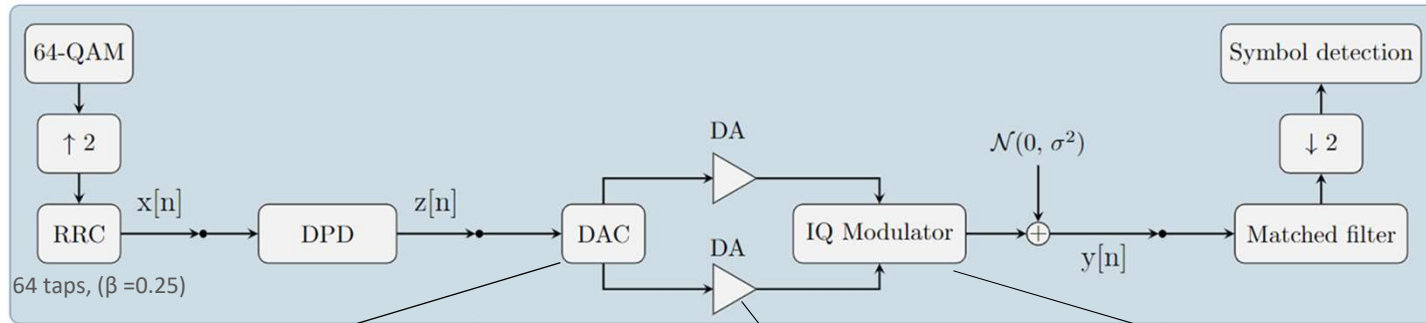 64-QAM
↑ 2
RRC
64 taps, (β =0.25)
x[n]
DPD
z[n]
DAC
DA
DA
IQ Modulator
𝒩(0, σ²)
+
y[n]
Matched filter
↓ 2
Symbol detection